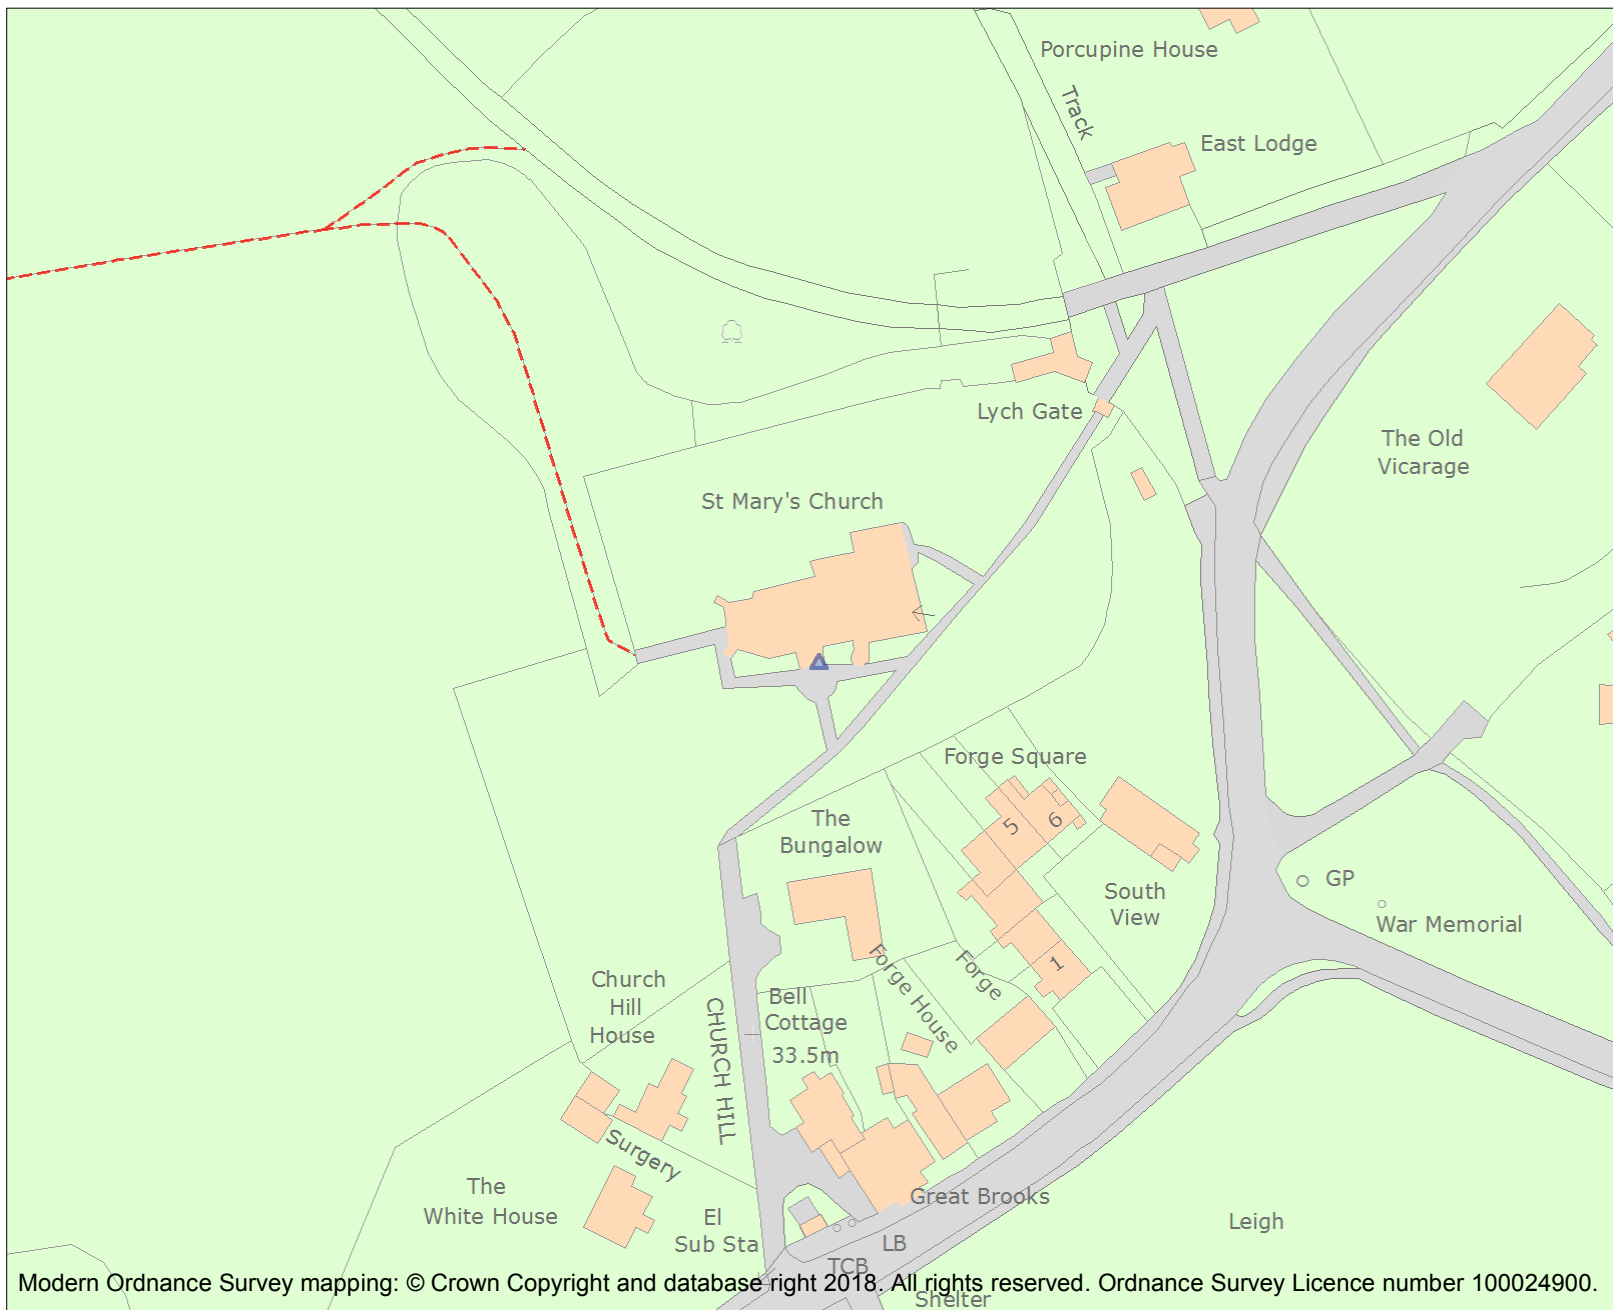 Porcupine House
Track
East Lodge
Lych Gate
The Old
Vicarage
St Mary's Church
Forge Square
The
Bungalow
5
6
South
View
GP
War Memorial
1
Forge
Forge House
Church
Hill
House
CHURCH HILL
Bell
Cottage
33.5m
Surgery
The
White House
El
Sub Sta
Great Brooks
Leigh
LB
TCB
Shelter
Modern Ordnance Survey mapping: © Crown Copyright and database right 2018. All rights reserved. Ordnance Survey Licence number 100024900.